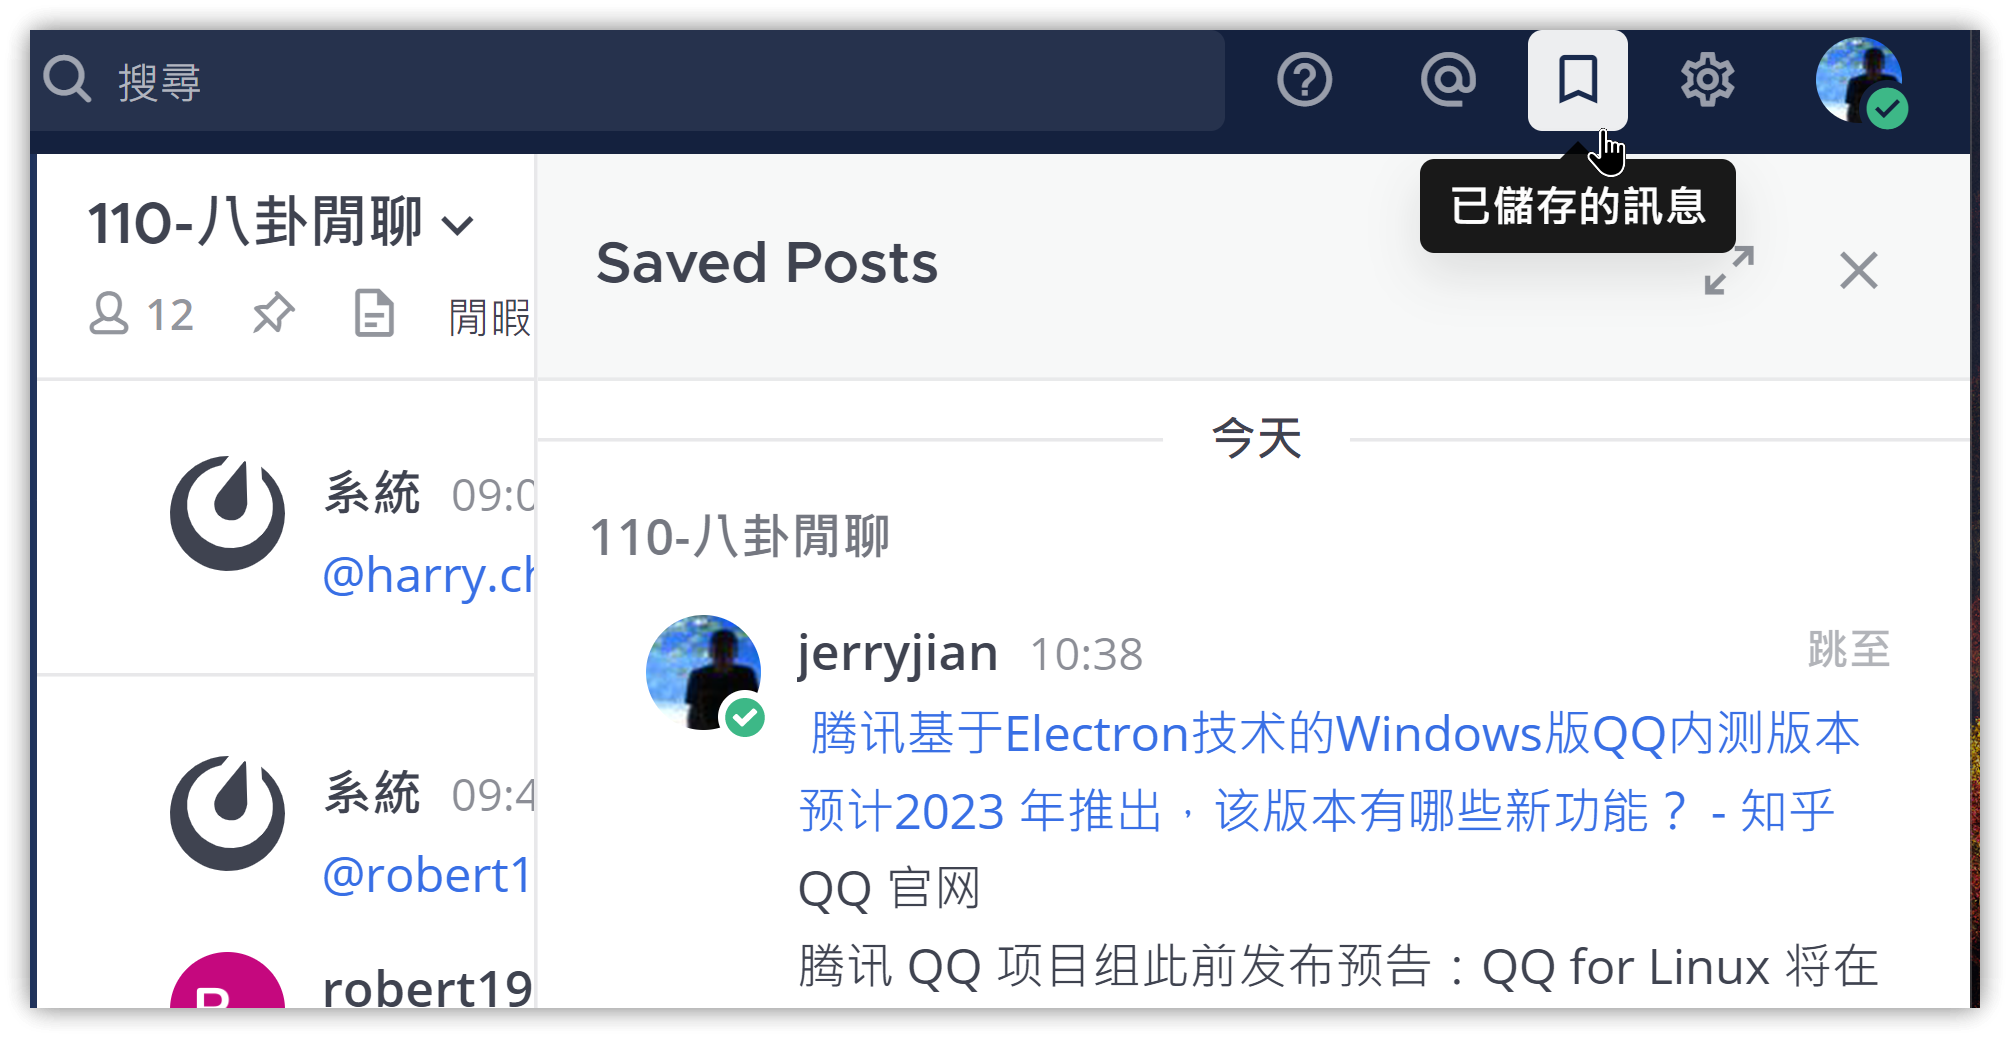 搜尋
已儲存的訊息
110-八卦閒聊
12
閒暇
Saved Posts
系統 09:0
@harry.ch
系統 09:4
@robert1
robert19
今天
110-八卦閒聊
jerryjian 10:38 跳至
腾讯基于Electron技术的Windows版QQ内测版本
预计2023 年推出，该版本有哪些新功能？ - 知乎
QQ 官网
腾讯 QQ 项目组此前发布预告：QQ for Linux 将在